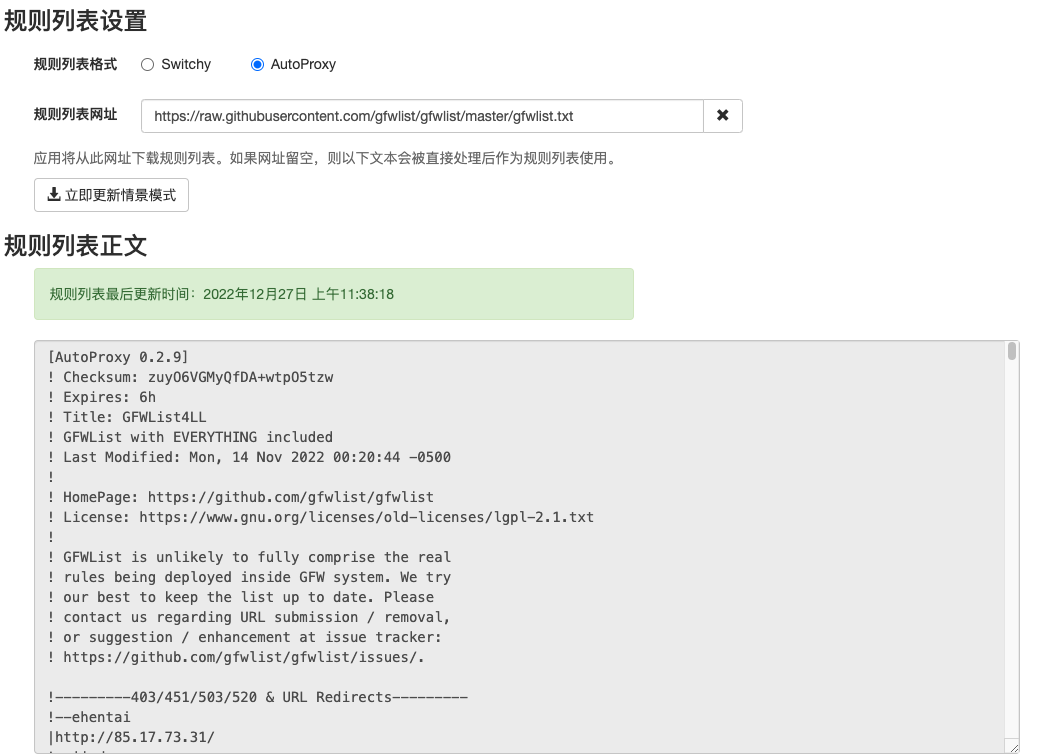 规则列表设置
规则列表格式 Switchy AutoProxy
规则列表网址 https://raw.githubusercontent.com/gfwlist/gfwlist/master/gfwlist.txt
应用将从此网址下载规则列表。如果网址留空，则以下文本会被直接处理后作为规则列表使用。
立即更新情景模式
规则列表正文
规则列表最后更新时间：2022年12月27日 上午11:38:18
[AutoProxy 0.2.9]
! Checksum: zuyO6VGMyQfDA+wtpO5tzw
! Expires: 6h
! Title: GFWList4LL
! GFWList with EVERYTHING included
! Last Modified: Mon, 14 Nov 2022 00:20:44 -0500
!
! HomePage: https://github.com/gfwlist/gfwlist
! License: https://www.gnu.org/licenses/old-licenses/lgpl-2.1.txt
!
! GFWList is unlikely to fully comprise the real
! rules being deployed inside GFW system. We try
! our best to keep the list up to date. Please
! contact us regarding URL submission / removal,
! or suggestion / enhancement at issue tracker:
! https://github.com/gfwlist/gfwlist/issues/.
!---------403/451/503/520 & URL Redirects---------
!--ehentai
|http://85.17.73.31/